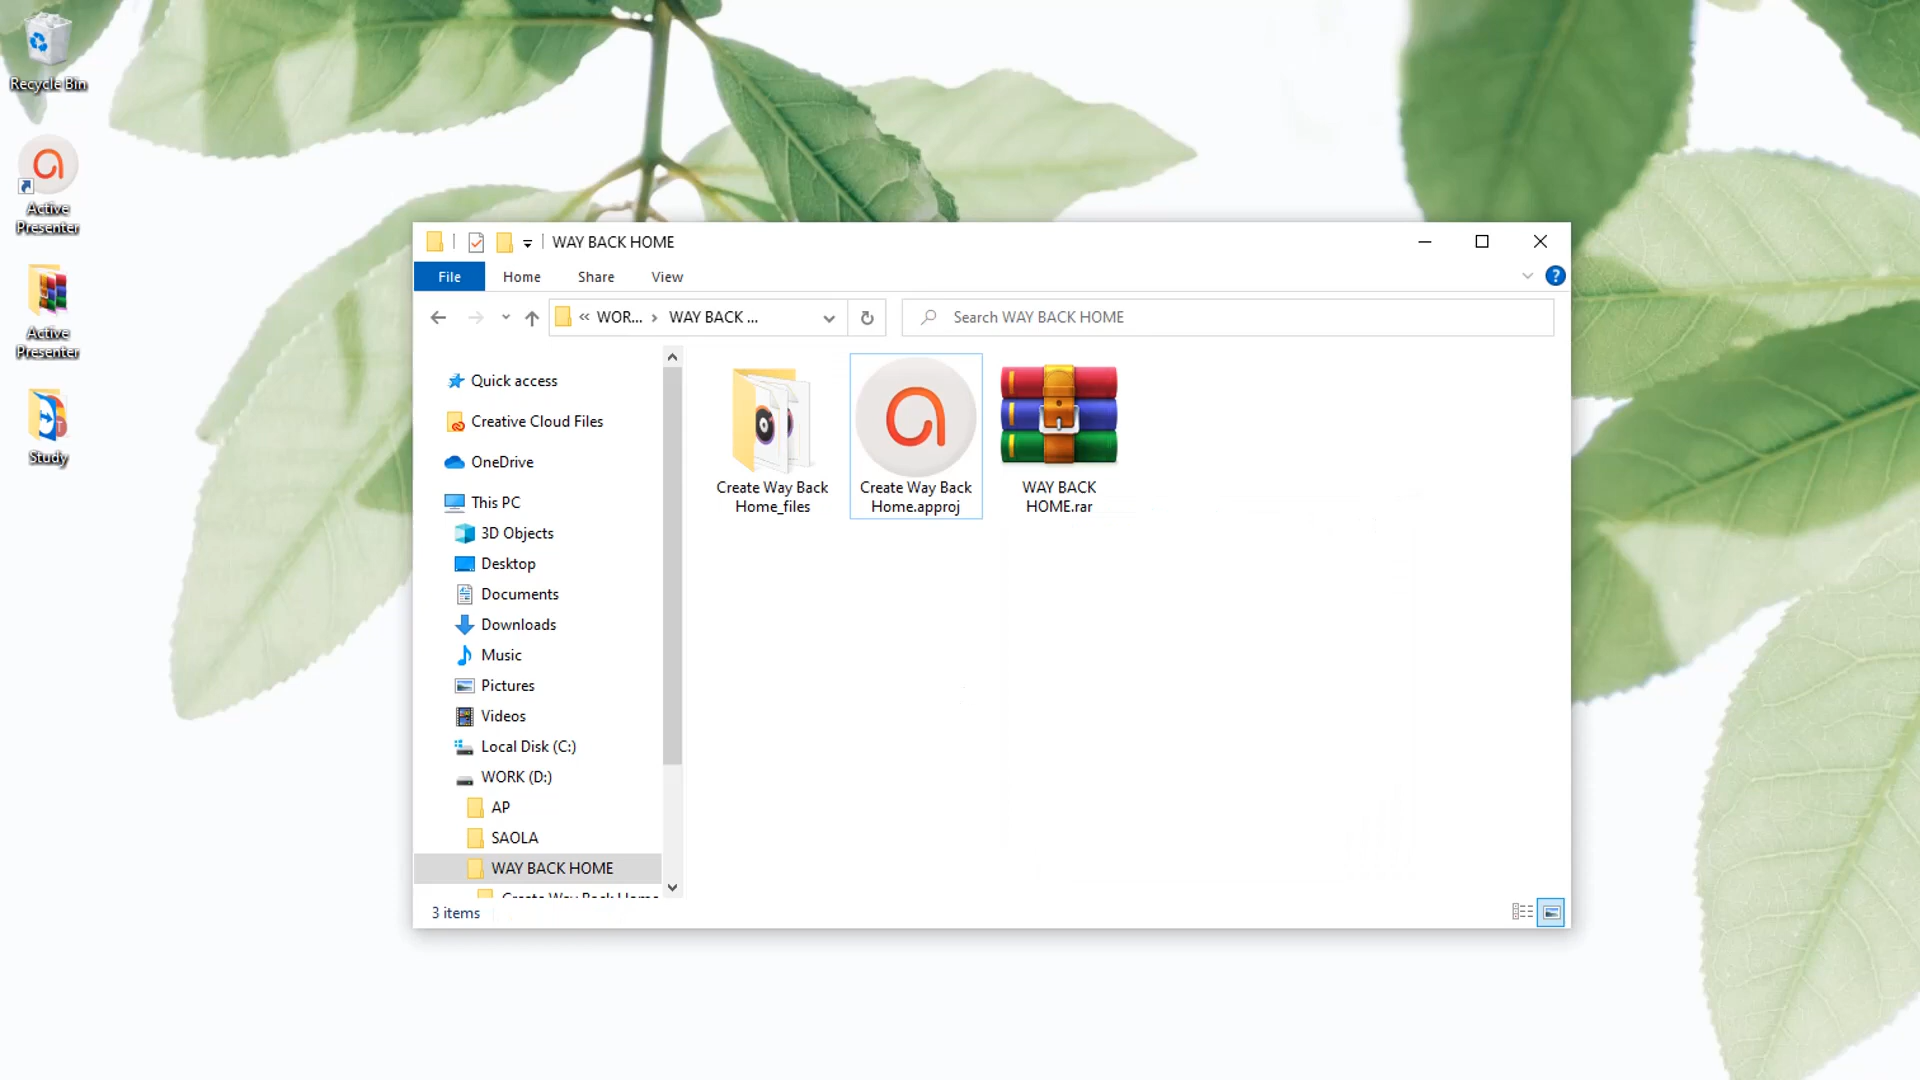 Recycle Bin
Active
Presenter
Active
Presenter
Study
WAY BACK HOME
File
Home
Share
View
?
« WOR... › WAY BACK ...
Search WAY BACK HOME
Quick access
Creative Cloud Files
OneDrive
This PC
3D Objects
Desktop
Documents
Downloads
Music
Pictures
Videos
Local Disk (C:)
WORK (D:)
AP
SAOLA
WAY BACK HOME
Create Way Back Home
Create Way Back
Home_files
Create Way Back
Home.approj
WAY BACK
HOME.rar
3 items